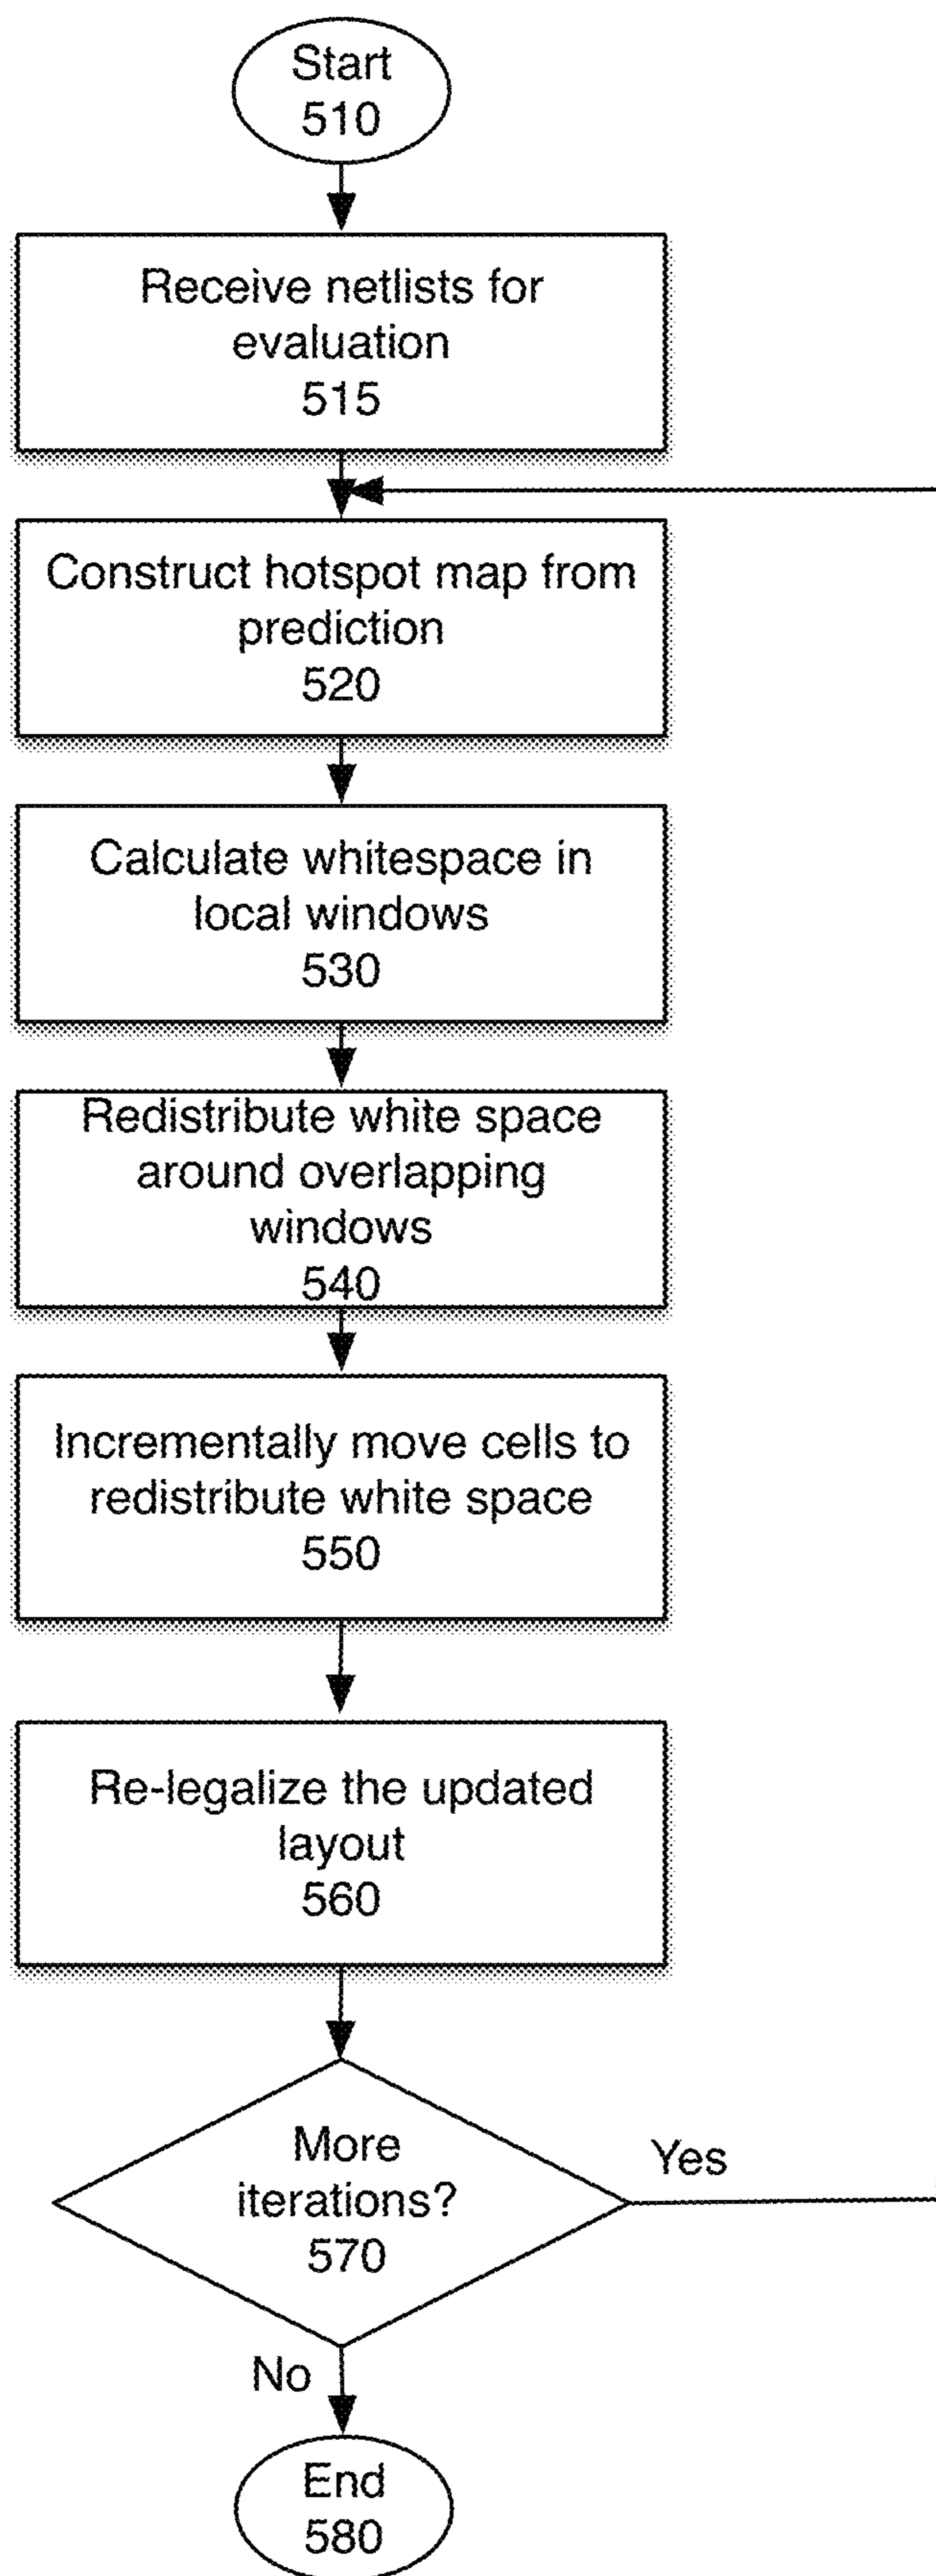 Start
510
Receive netlists for
evaluation
515
Construct hotspot map from
prediction
520
Calculate whitespace in
local windows
530
Redistribute white space
around overlapping
windows
540
Incrementally move cells to
redistribute white space
550
Re-legalize the updated
layout
560
More
iterations?
570
Yes
No
End
580